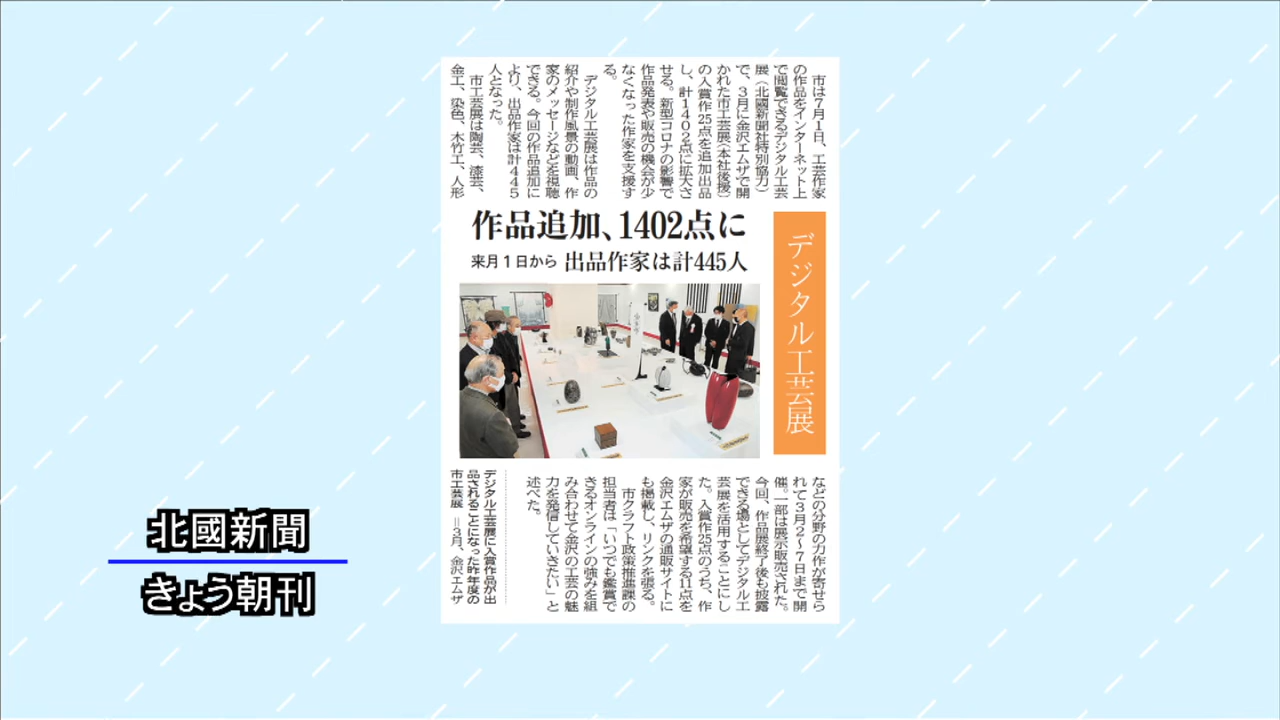 デジタル工芸展
作品追加、1402点に
来月1日から 出品作家は計445人
市は7月1日、工芸作家
の作品をインターネット上
で閲覧できるデジタル工芸
展（北國新聞社特別協力）
で、3月に金沢エムザで開
かれた市工芸展（本社後援）
の入賞作25点を追加出品
し、計1402点に拡大さ
せる。新型コロナの影響で
作品発表や販売の機会が少
なくなった作家を支援す
る。
デジタル工芸展は作品の
紹介や制作風景の動画、作
家のメッセージなどを視聴
できる。今回の作品追加に
より、出品作家は計445
人となった。
市工芸展は陶芸、漆芸、
金工、染色、木竹工、人形
などの分野の力作が寄せら
れて3月2〜7日まで開
催。一部は展示販売された。
今回、作品展終了後も披露
できる場としてデジタル工
芸展を活用することにし
た。入賞作25点のうち、作
家が販売を希望する11点を
金沢エムザの通販サイトに
も掲載し、リンクを張る。
市クラフト政策推進課の
担当者は「いつでも鑑賞で
きるオンラインの強みを組
み合わせて金沢の工芸の魅
力を発信していきたい」と
述べた。
デジタル工芸展に入賞作品が出
品されることになった昨年度の
市工芸展 ＝3月、金沢エムザ
北國新聞
きょう朝刊